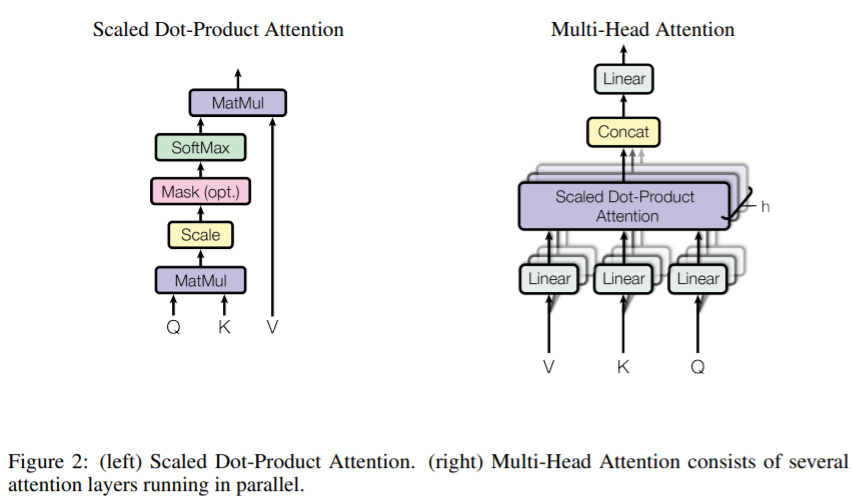 Scaled Dot-Product Attention
MatMul
SoftMax
Mask (opt.)
Scale
MatMul
Q K V
Multi-Head Attention
Linear
Concat
Scaled Dot-Product
Attention
h
Linear Linear Linear
V K Q
Figure 2: (left) Scaled Dot-Product Attention. (right) Multi-Head Attention consists of several
attention layers running in parallel.